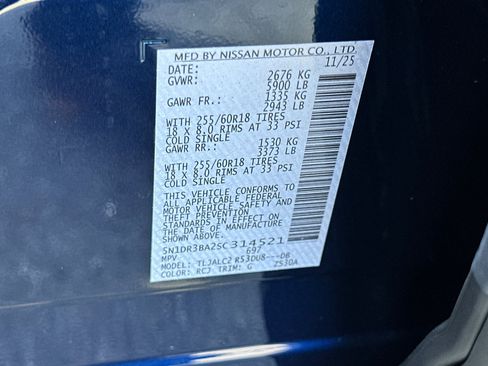 MFD BY NISSAN MOTOR CO., LTD.
DATE: 11/25
GVWR: 2676 KG
5900 LB
GAWR FR.: 1335 KG
2943 LB
WITH 255/60R18 TIRES
18 X 8.0 RIMS AT 33 PSI
COLD SINGLE
GAWR RR.: 1530 KG
3373 LB
WITH 255/60R18 TIRES
18 X 8.0 RIMS AT 33 PSI
COLD SINGLE
THIS VEHICLE CONFORMS TO
ALL APPLICABLE FEDERAL
MOTOR VEHICLE SAFETY AND
THEFT PREVENTION
STANDARDS IN EFFECT ON
THE DATE OF MANUFACTURE
SHOWN ABOVE.
5N1DR3BA2SC314521
MPV 697
MODEL: TLJALC2 R53DU8---DB
COLOR: RCJ TRIM: G 2530A